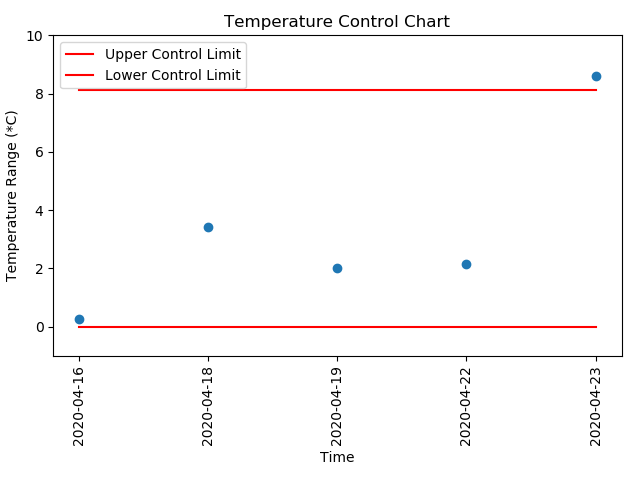 Temperature Control Chart
Upper Control Limit
Lower Control Limit
Temperature Range (*C)
10
8
6
4
2
0
2020-04-16
2020-04-18
2020-04-19
2020-04-22
2020-04-23
Time